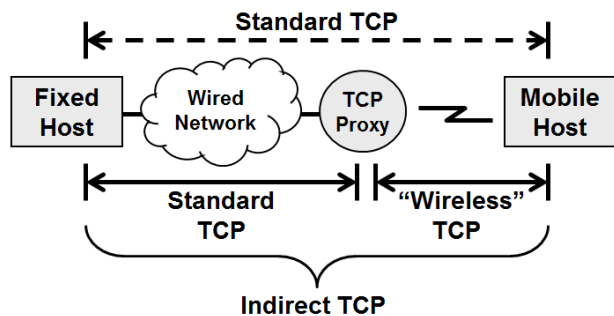 Standard TCP
Fixed
Host
Wired
Network
TCP
Proxy
Mobile
Host
Standard
TCP
“Wireless”
TCP
Indirect TCP